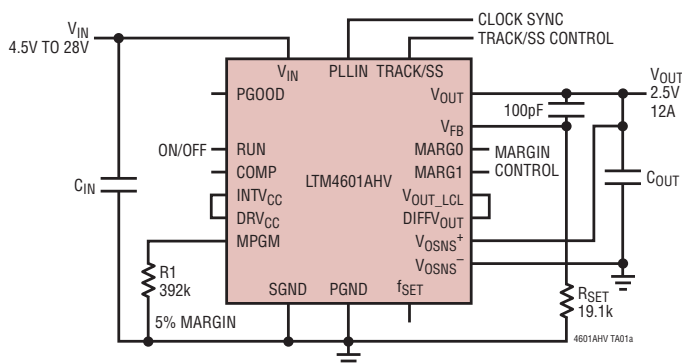 CLOCK SYNC
TRACK/SS CONTROL
VIN
4.5V TO 28V
VIN
PLLIN
TRACK/SS
PGOOD
VOUT
VOUT
2.5V
12A
100pF
VFB
ON/OFF
RUN
MARG0
MARGIN
CONTROL
COMP
LTM4601AHV
MARG1
CIN
COUT
INTVCC
VOUT_LCL
DRVCC
DIFFVOUT
MPGM
VOSNS+
VOSNS–
R1
392k
SGND
PGND
fSET
RSET
19.1k
5% MARGIN
4601AHV TA01a